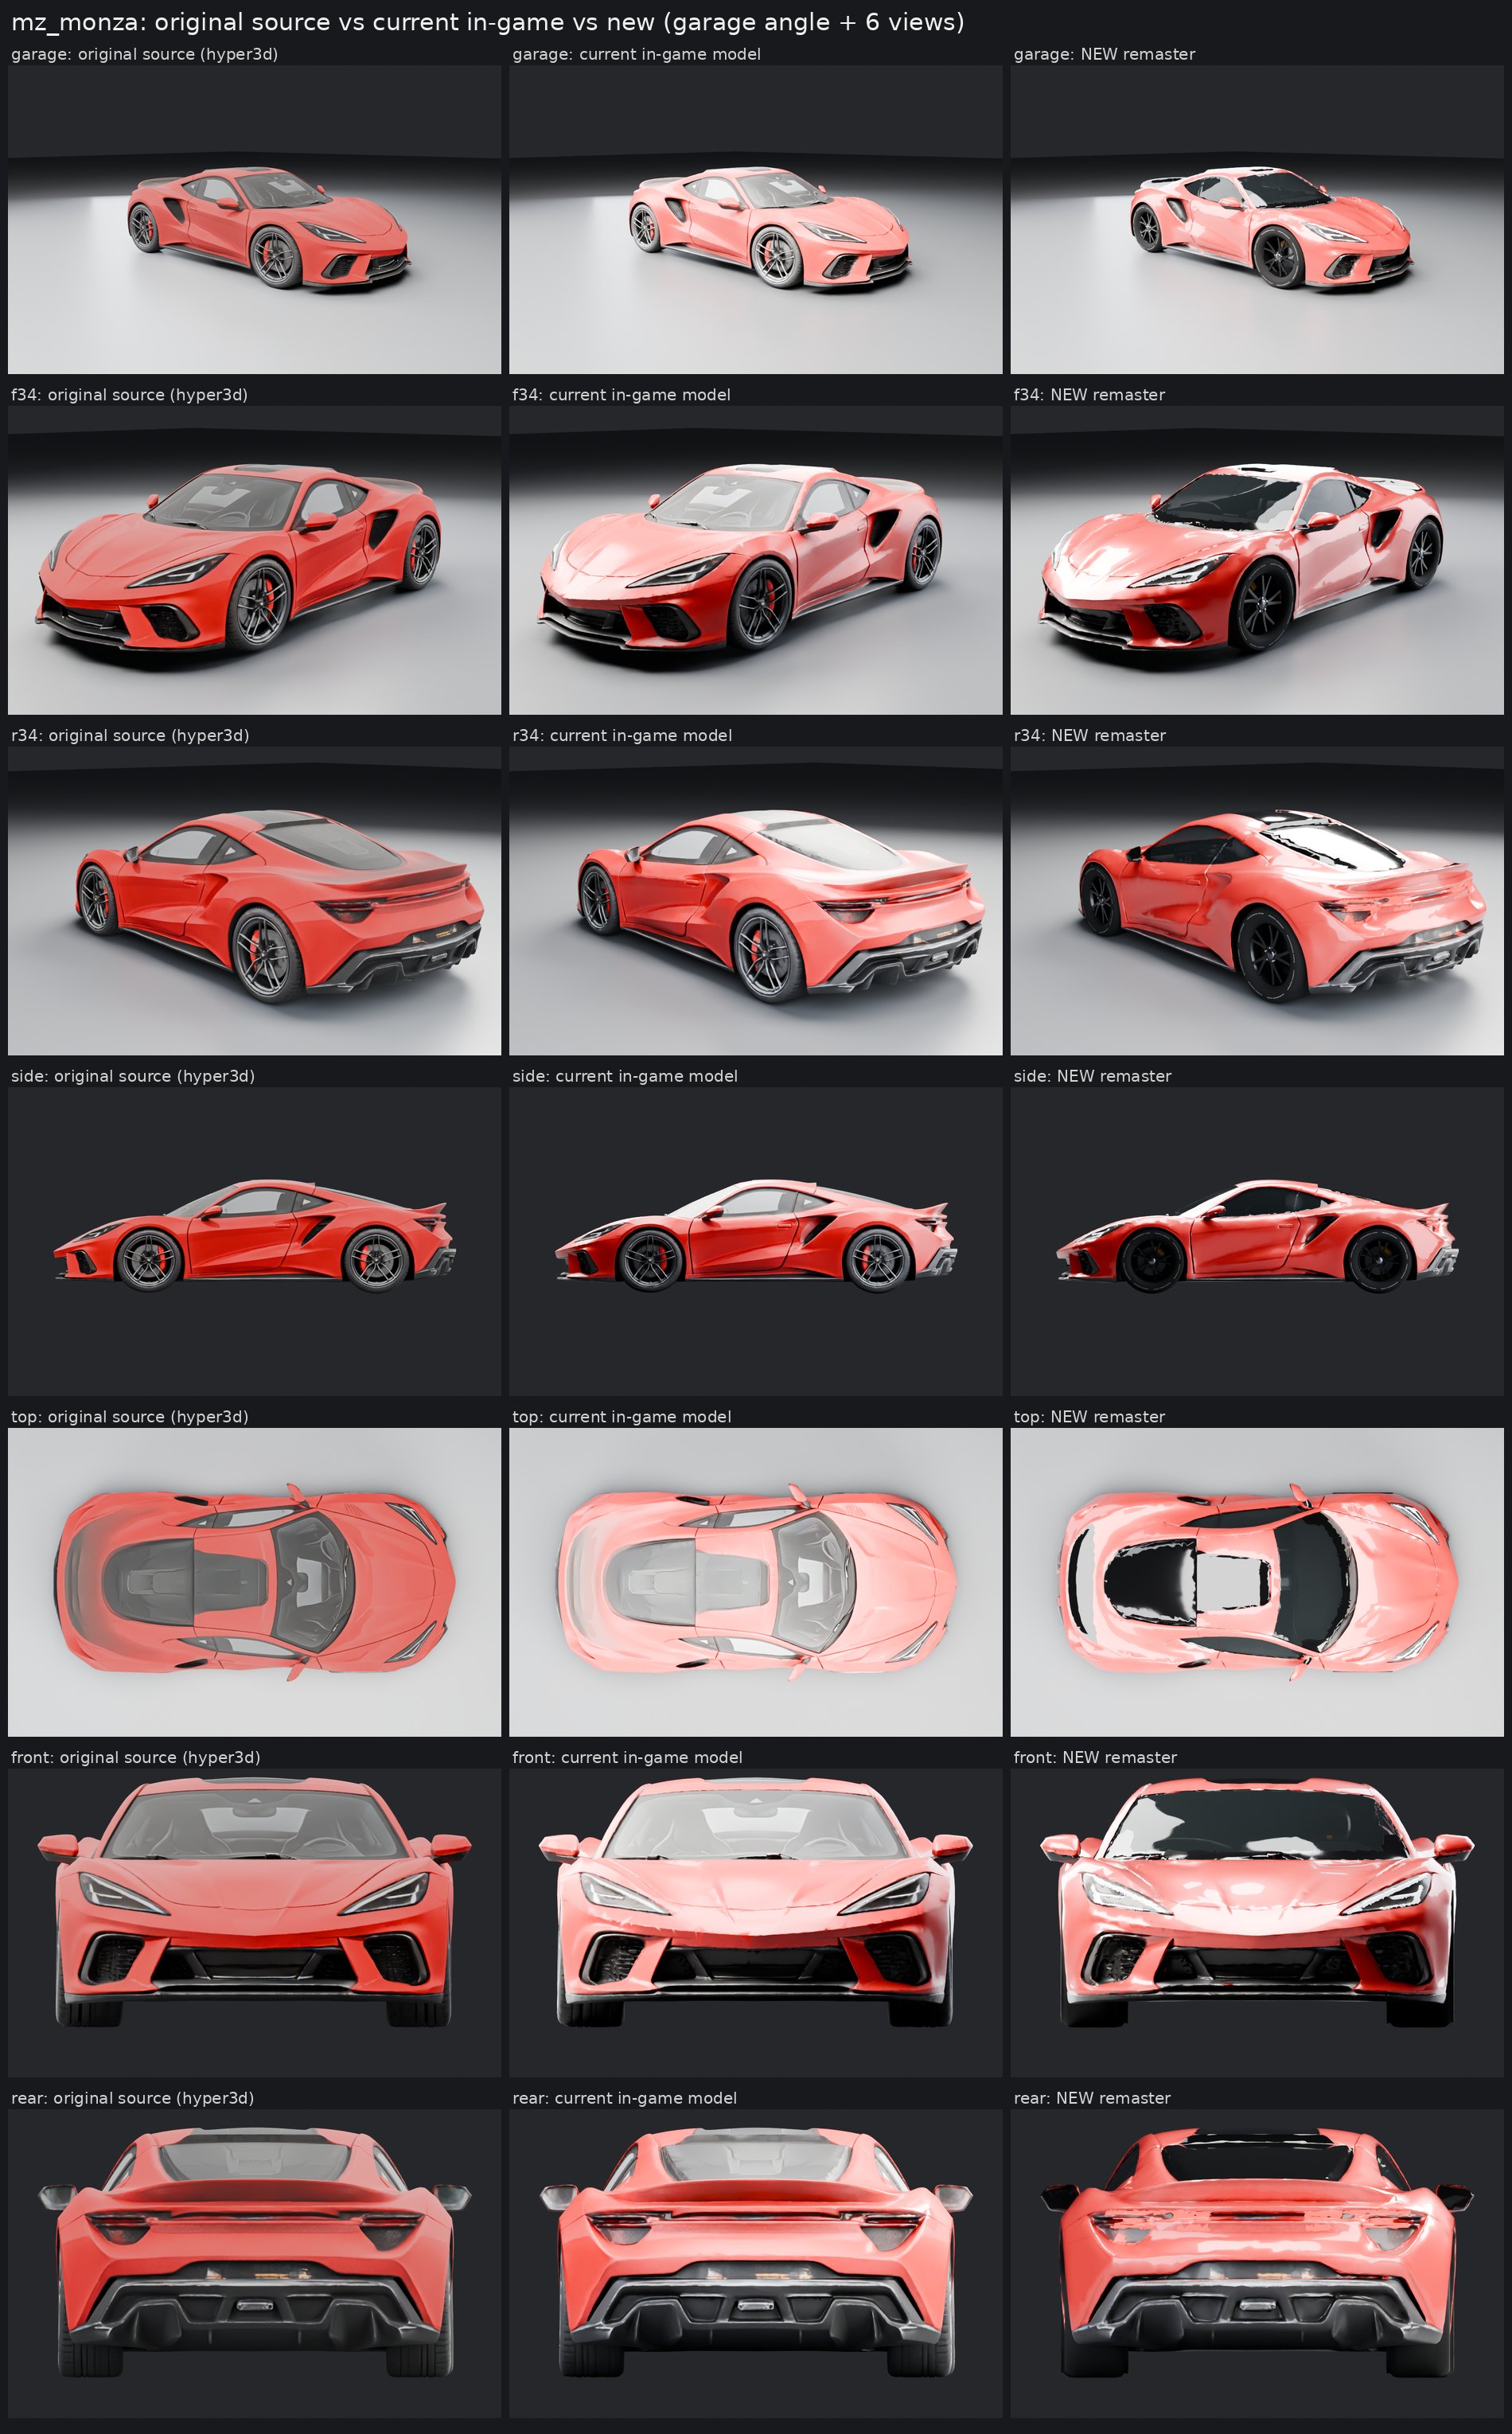 mz_monza: original source vs current in-game vs new (garage angle + 6 views)
garage: original source (hyper3d)
garage: current in-game model
garage: NEW remaster
f34: original source (hyper3d)
f34: current in-game model
f34: NEW remaster
r34: original source (hyper3d)
r34: current in-game model
r34: NEW remaster
side: original source (hyper3d)
side: current in-game model
side: NEW remaster
top: original source (hyper3d)
top: current in-game model
top: NEW remaster
front: original source (hyper3d)
front: current in-game model
front: NEW remaster
rear: original source (hyper3d)
rear: current in-game model
rear: NEW remaster